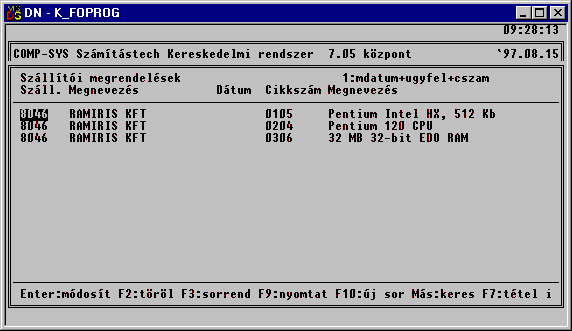 DN - K_FOPROG
09:28:13
COMP-SYS Számítástech Kereskedelmi rendszer 7.05 központ '97.08.15
Szállítói megrendelések 1:mdatum+ugyfel+cszam
Száll. Megnevezés Dátum Cikkszám Megnevezés
8046 RAMIRIS KFT 0105 Pentium Intel HX, 512 Kb
8046 RAMIRIS KFT 0204 Pentium 120 CPU
8046 RAMIRIS KFT 0306 32 MB 32-bit EDO RAM
Enter:módosít F2:töröl F3:sorrend F9:nyomtat F10:új sor Más:keres F7:tétel i